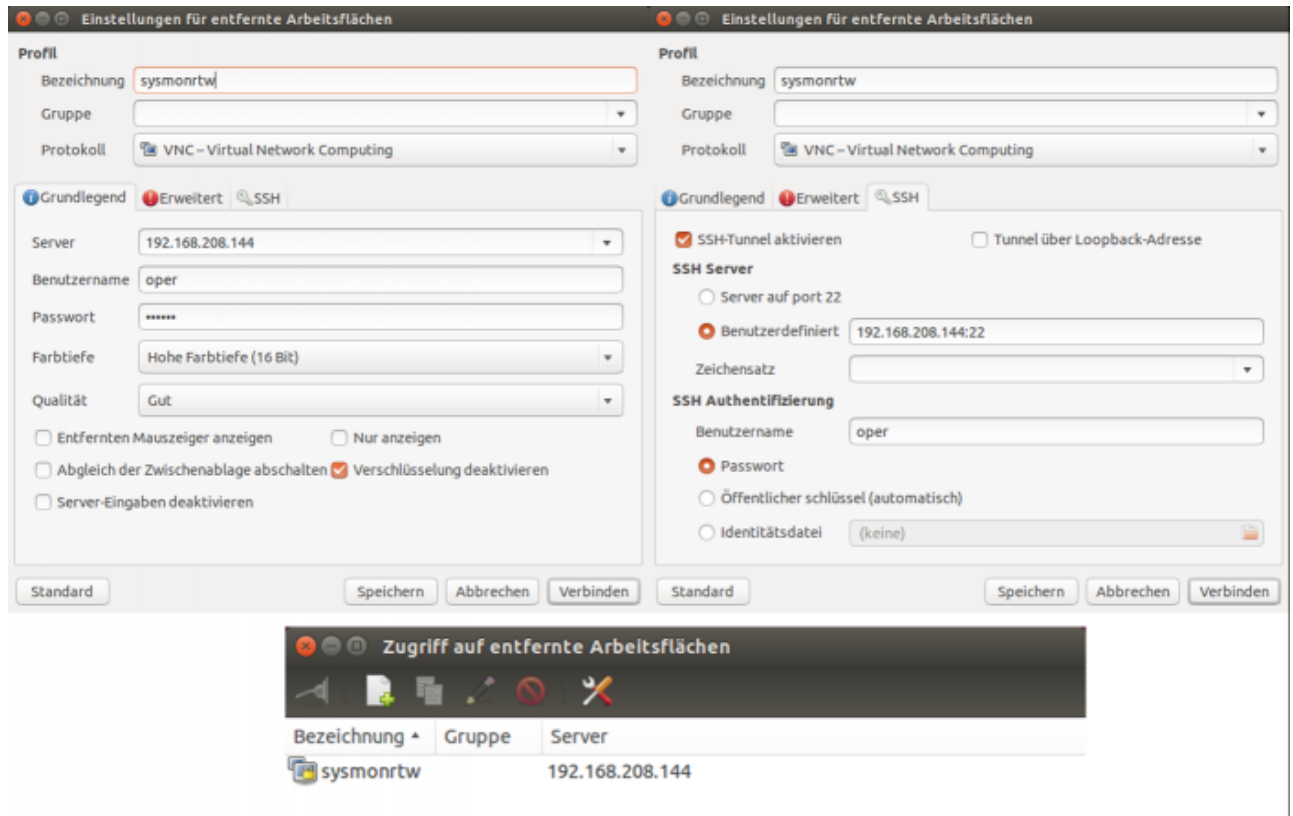 Einstellungen für entfernte Arbeitsflächen
Profil
Bezeichnung sysmonrtw
Gruppe
Protokoll VNC – Virtual Network Computing
Grundlegend Erweitert SSH
Server 192.168.208.144
Benutzername oper
Passwort ••••••
Farbtiefe Hohe Farbtiefe (16 Bit)
Qualität Gut
Entfernten Mauszeiger anzeigen Nur anzeigen
Abgleich der Zwischenablage abschalten Verschlüsselung deaktivieren
Server-Eingaben deaktivieren
Standard Speichern Abbrechen Verbinden
Einstellungen für entfernte Arbeitsflächen
Profil
Bezeichnung sysmonrtw
Gruppe
Protokoll VNC – Virtual Network Computing
Grundlegend Erweitert SSH
SSH-Tunnel aktivieren Tunnel über Loopback-Adresse
SSH Server
Server auf port 22
Benutzerdefiniert 192.168.208.144:22
Zeichensatz
SSH Authentifizierung
Benutzername oper
Passwort
Öffentlicher schlüssel (automatisch)
Identitätsdatei (keine)
Standard Speichern Abbrechen Verbinden
Zugriff auf entfernte Arbeitsflächen
Bezeichnung Gruppe Server
sysmonrtw 192.168.208.144